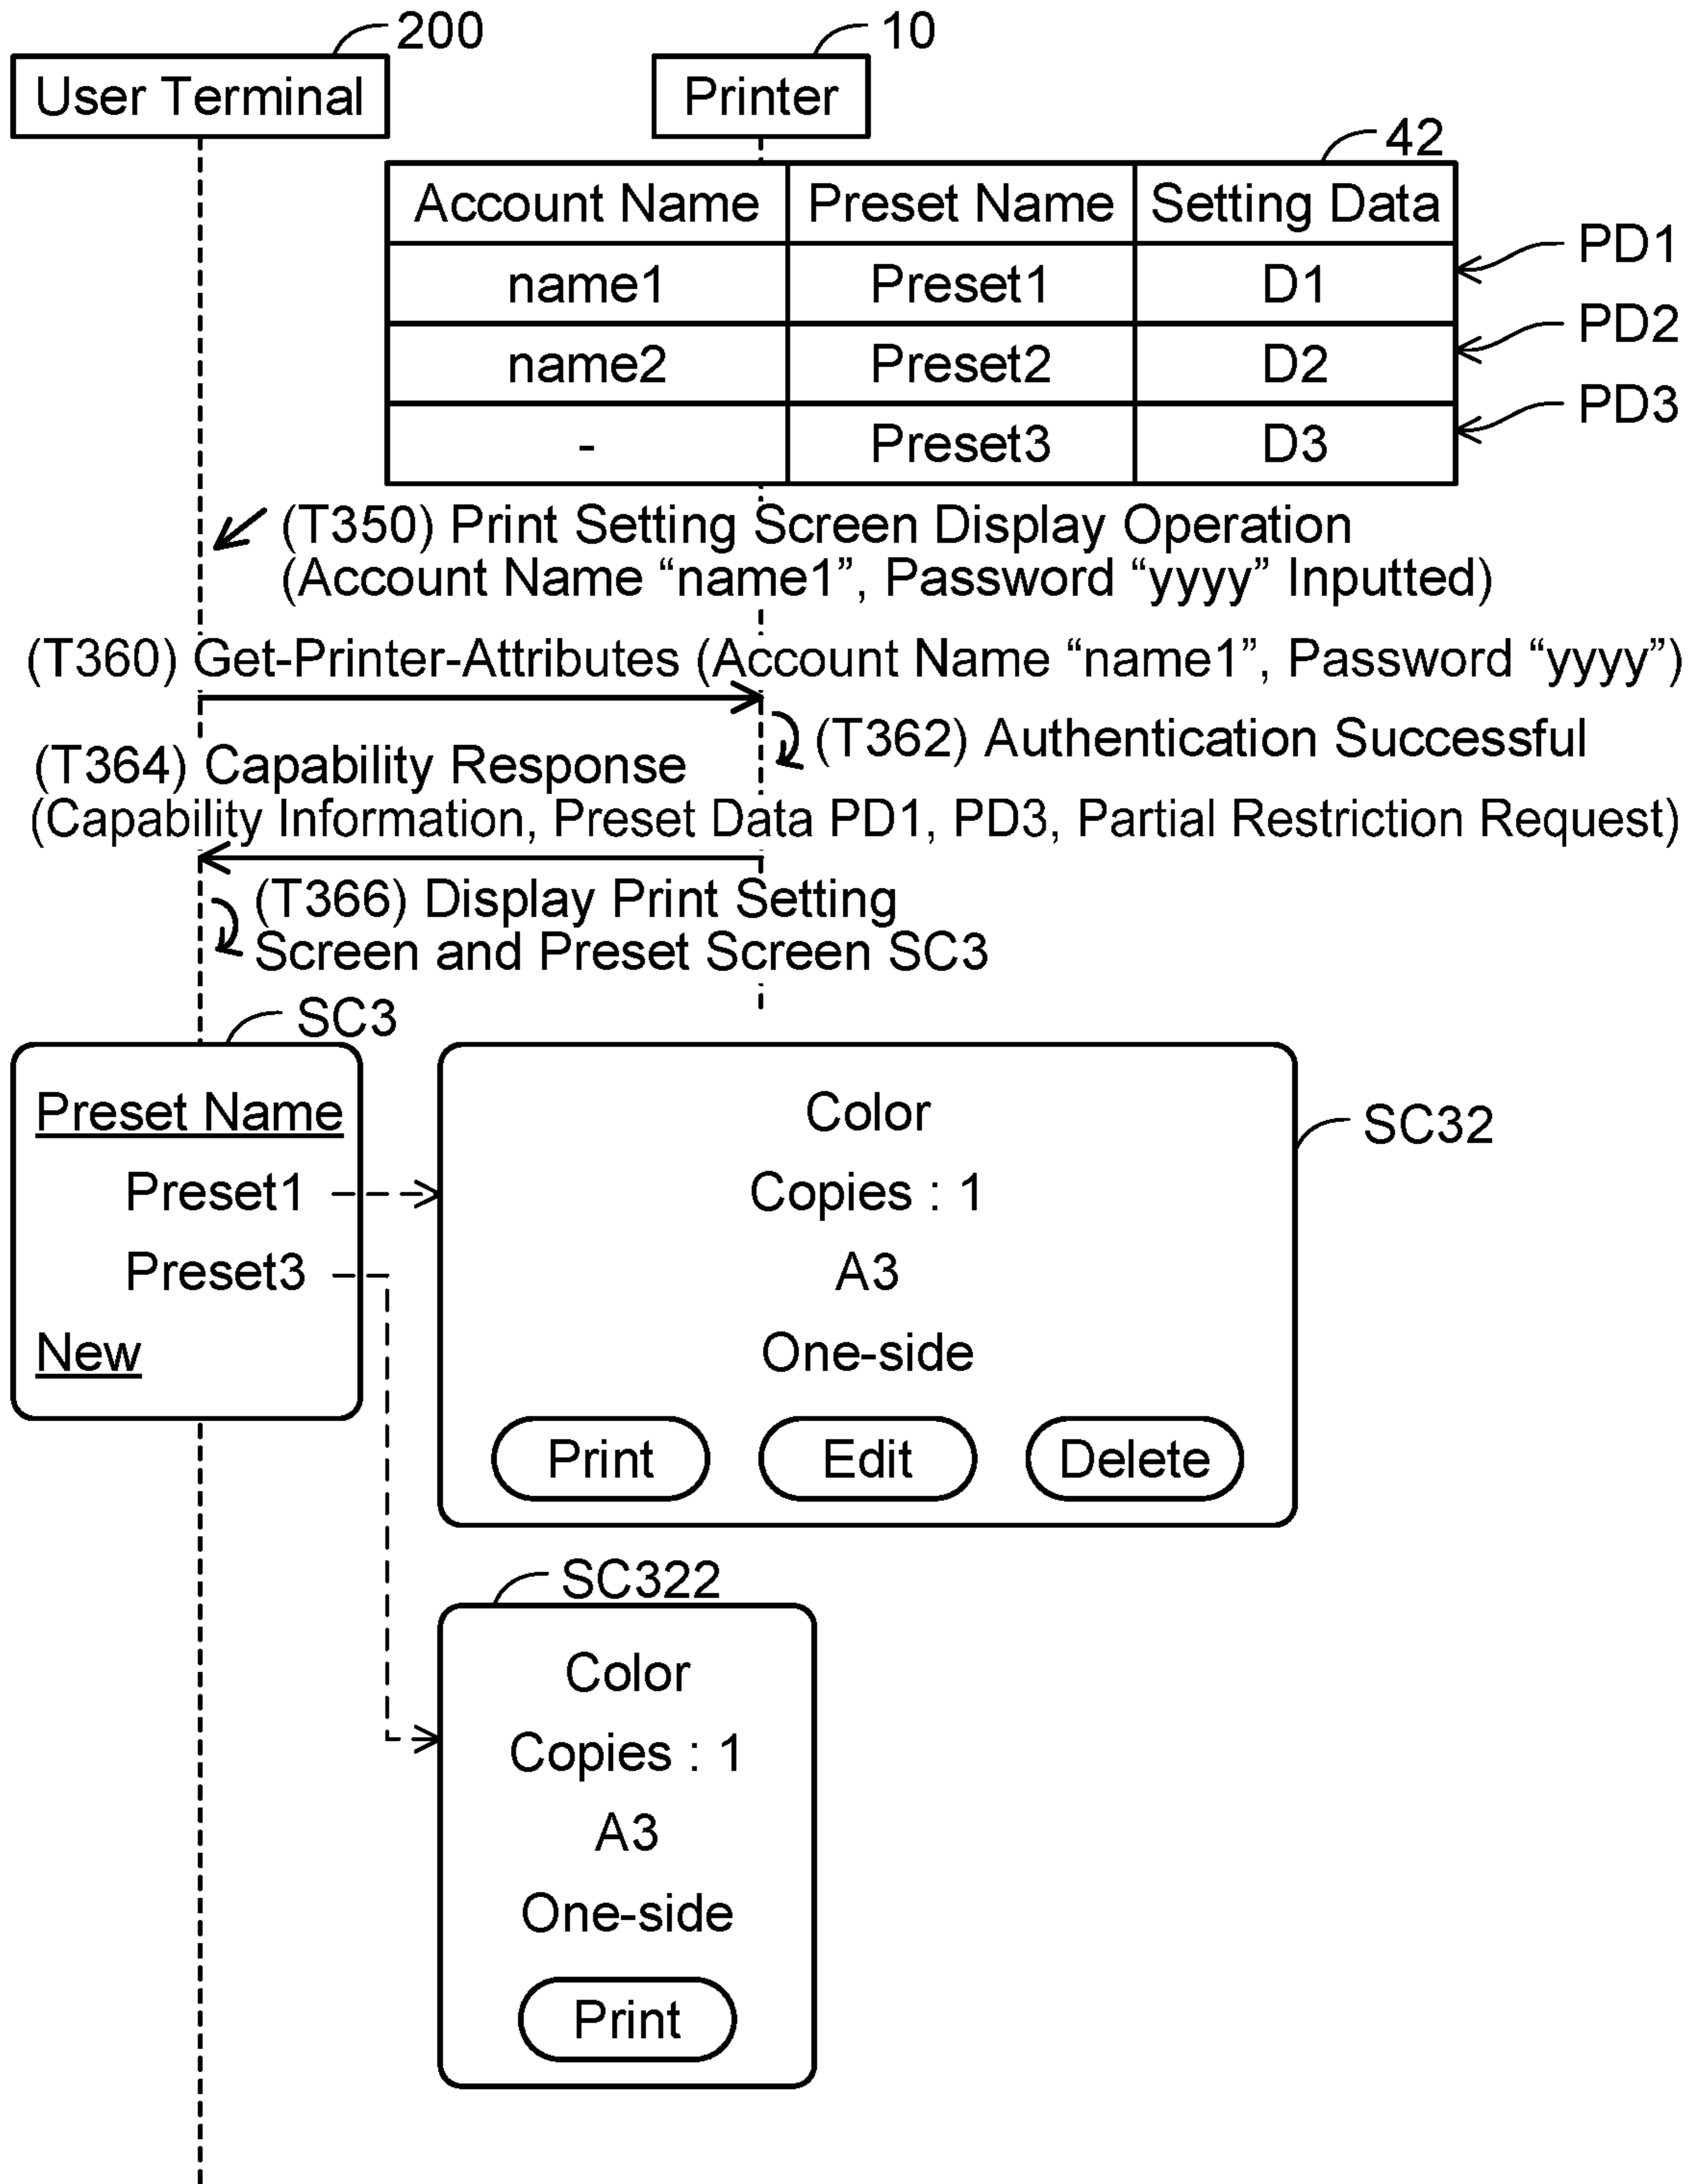 200
10
User Terminal
Printer
42
Account Name Preset Name Setting Data
PD1
name1 Preset1 D1
PD2
name2 Preset2 D2
PD3
- Preset3 D3
(T350) Print Setting Screen Display Operation
(Account Name “name1”, Password “yyyy” Inputted)
(T360) Get-Printer-Attributes (Account Name “name1”, Password “yyyy”)
(T362) Authentication Successful
(T364) Capability Response
(Capability Information, Preset Data PD1, PD3, Partial Restriction Request)
(T366) Display Print Setting
Screen and Preset Screen SC3
SC3
Preset Name
Preset1
Preset3
New
SC32
Color
Copies : 1
A3
One-side
Print Edit Delete
SC322
Color
Copies : 1
A3
One-side
Print